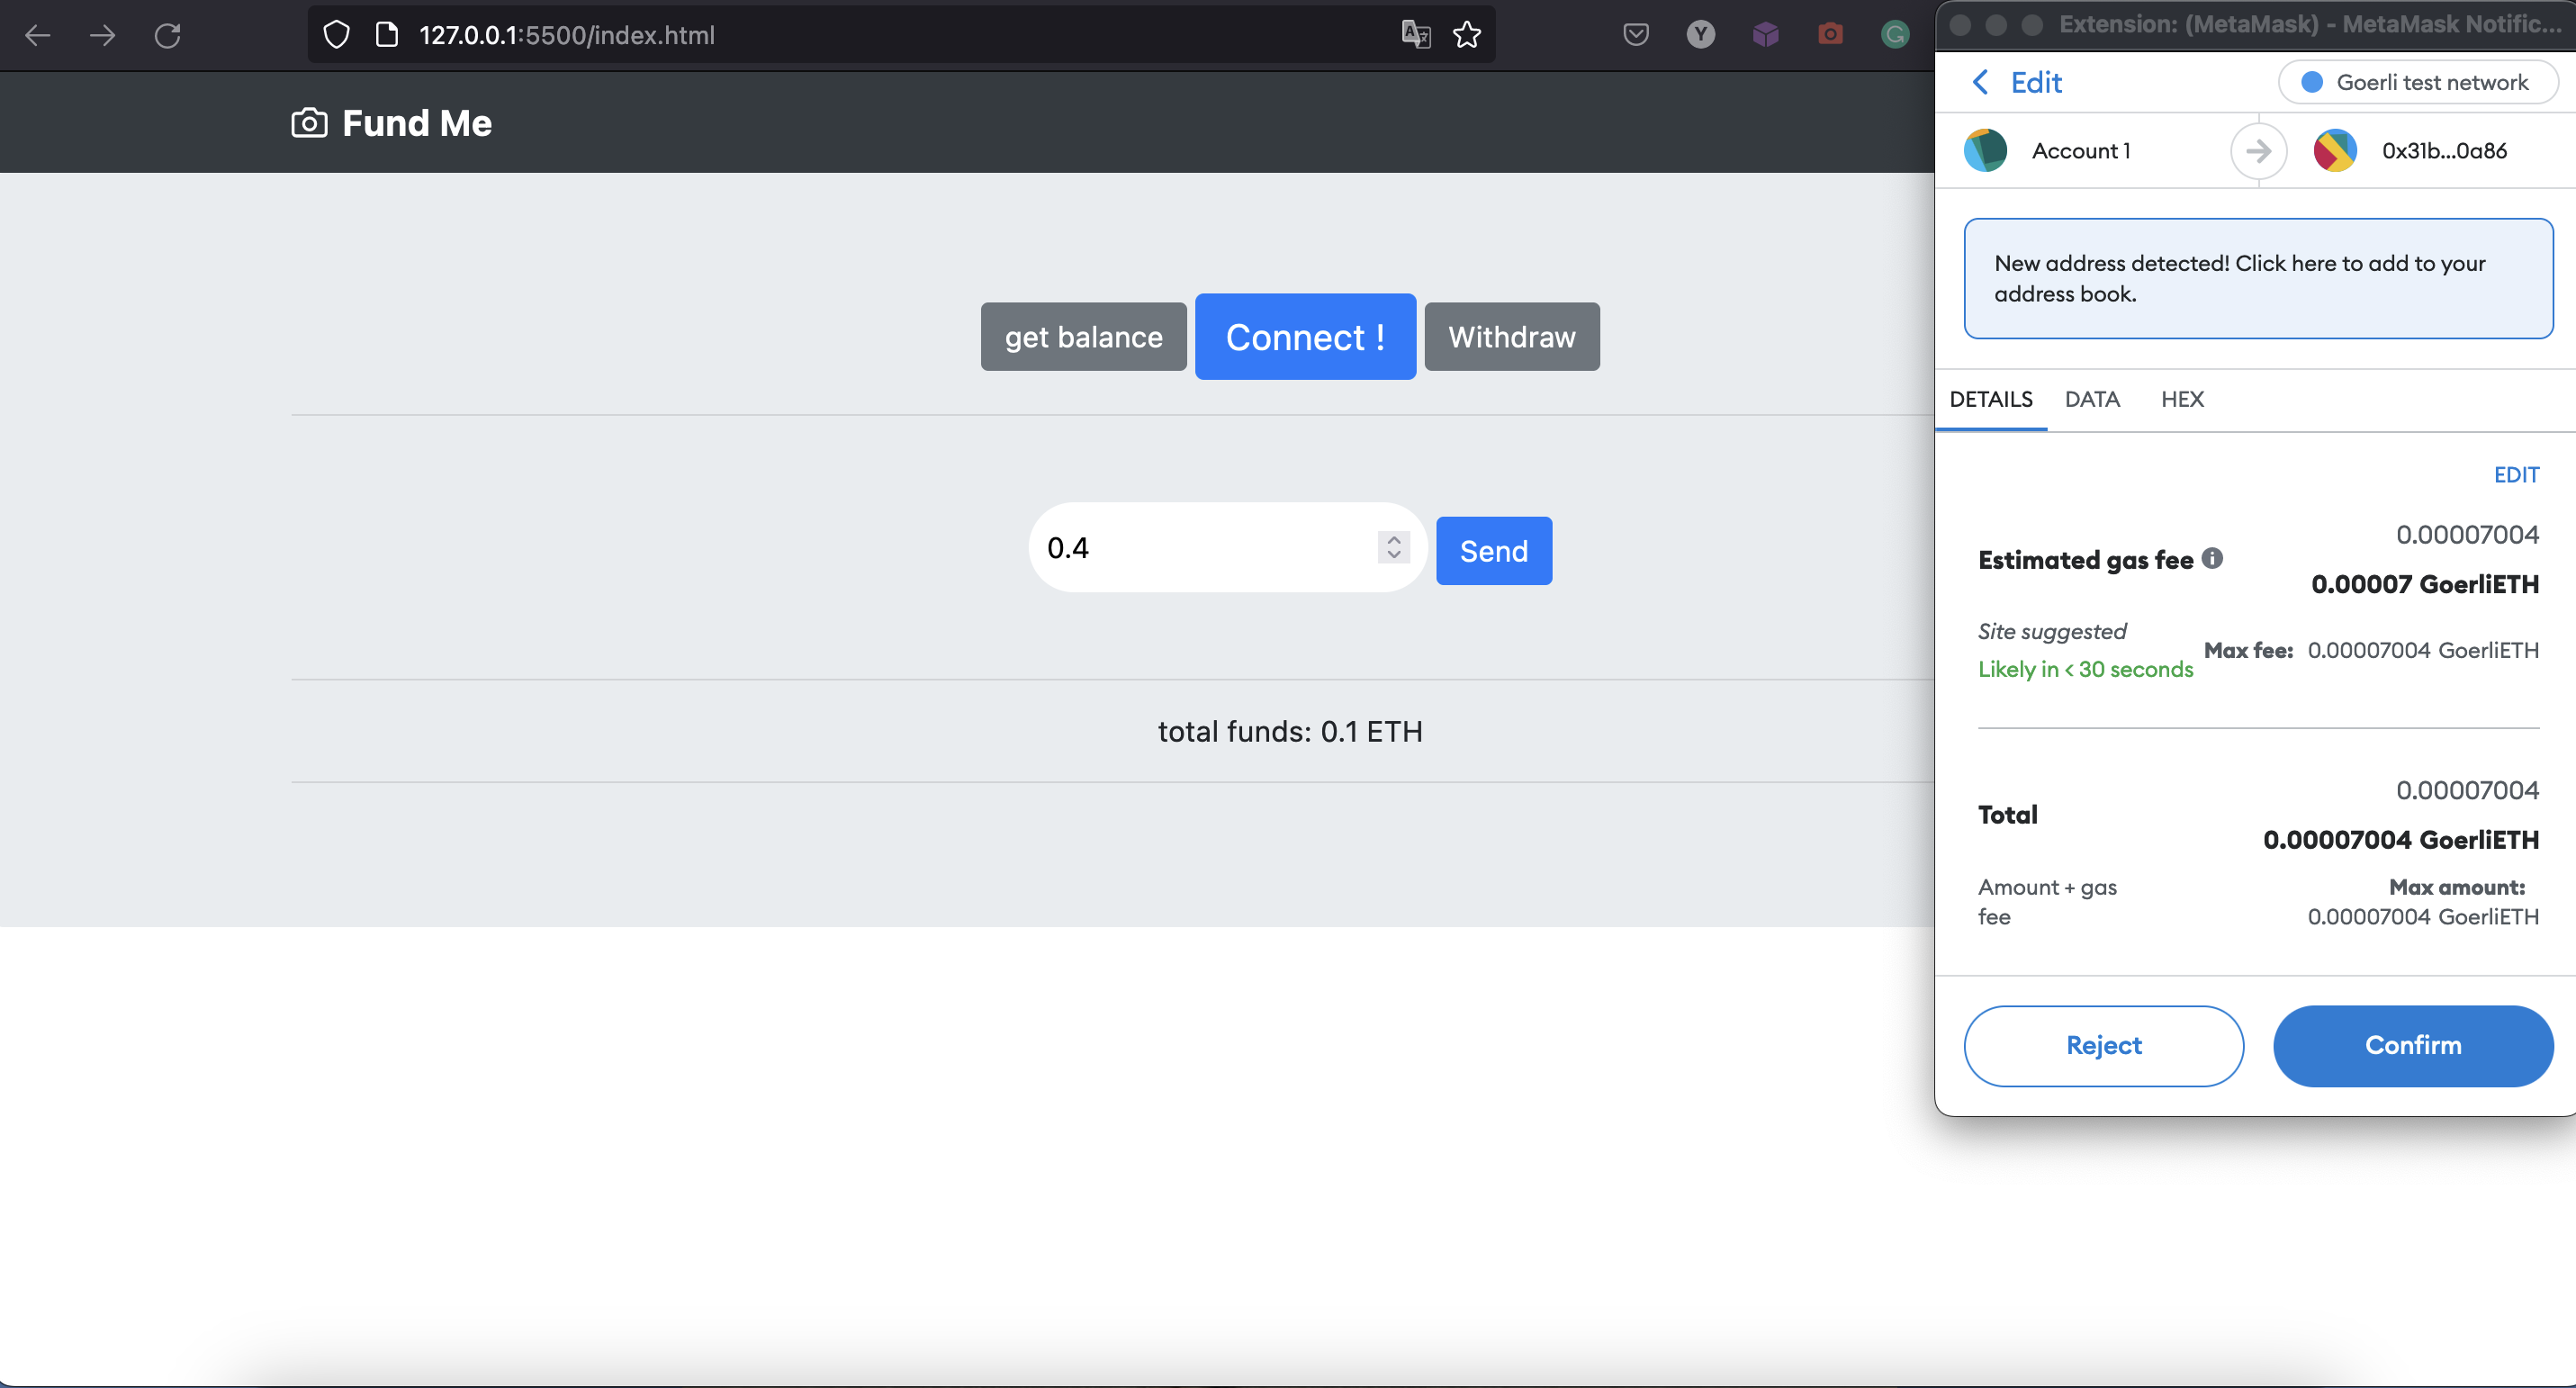 127.0.0.1:5500/index.html
Y
G
Extension: (MetaMask) - MetaMask Notific...
Fund Me
get balance
Connect !
Withdraw
0.4
Send
total funds: 0.1 ETH
Edit
Goerli test network
Account 1
0x31b...0a86
New address detected! Click here to add to your
address book.
DETAILS
DATA
HEX
EDIT
0.00007004
Estimated gas fee
0.00007 GoerliETH
Site suggested
Likely in < 30 seconds
Max fee: 0.00007004 GoerliETH
0.00007004
Total
0.00007004 GoerliETH
Amount + gas
fee
Max amount:
0.00007004 GoerliETH
Reject
Confirm